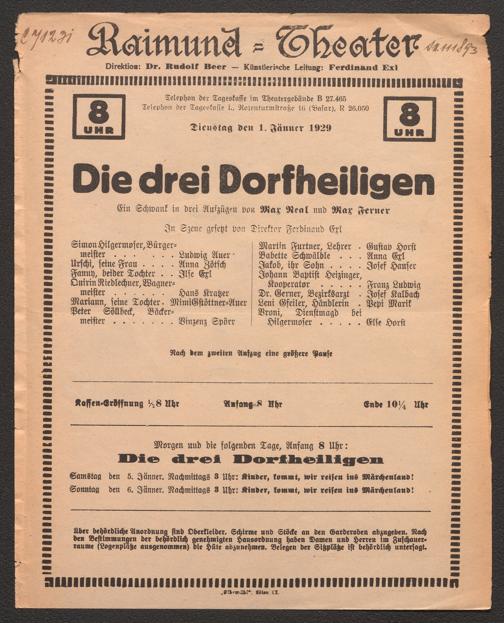 Raimund=Theater
Direktion: Dr. Rudolf Beer — Künstlerische Leitung: Ferdinand Exl
8 UHR
Telephon der Tageskasse im Theatergebäude B 27.465
Telephon der Tageskasse I., Rotenturmstraße 16 (Basar), R 26.050
8 UHR
Dienstag den 1. Jänner 1929
Die drei Dorfheiligen
Ein Schwank in drei Aufzügen von Max Neal und Max Ferner
In Szene gesetzt von Direktor Ferdinand Exl
Simon Hilgermoser, Bürger=
meister . . . . . . . Ludwig Auer
Urschi, seine Frau . . . . Anna Zötsch
Fanny, beider Tochter . . Ilse Exl
Quirin Riedlechner, Wagner=
meister . . . . . . . Hans Kratzer
Mariann, seine Tochter . Mimi Gstöttner=Auer
Peter Söllbeck, Bäcker=
meister . . . . . . . Vinzenz Spörr
Martin Furtner, Lehrer . Gustav Horst
Babette Schwälble . . . Anna Exl
Jakob, ihr Sohn . . . . Josef Hauser
Johann Baptist Heizinger,
Kooperator . . . . . Franz Ludwig
Dr. Gerner, Bezirksarzt . Josef Kalbach
Leni Gseiler, Händlerin . Pepi Marik
Vroni, Dienstmagd bei
Hilgermoser . . . . . Else Horst
Nach dem zweiten Aufzug eine größere Pause
Kassen=Eröffnung ½8 Uhr Anfang 8 Uhr Ende 10¼ Uhr
Morgen und die folgenden Tage, Anfang 8 Uhr:
Die drei Dorfheiligen
Samstag den 5. Jänner. Nachmittags 3 Uhr: Kinder, kommt, wir reisen ins Märchenland!
Sonntag den 6. Jänner. Nachmittags 3 Uhr: Kinder, kommt, wir reisen ins Märchenland!
Über behördliche Anordnung sind Oberkleider, Schirme und Stöcke an den Garderoben abzugeben. Nach
den Bestimmungen der behördlich genehmigten Hausordnung haben Damen und Herren im Zuschauer=
raume (Logenplätze ausgenommen) die Hüte abzunehmen. Belegen der Sitzplätze ist behördlich untersagt.